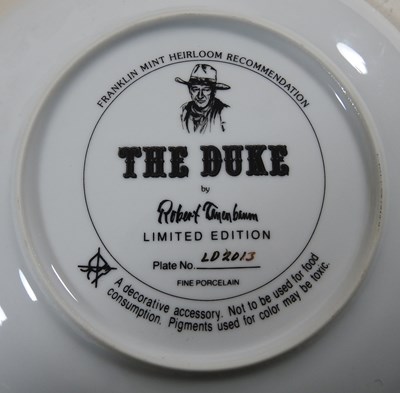 FRANKLIN MINT HEIRLOOM RECOMMENDATION
THE DUKE
by
Robert Tanenbaum
LIMITED EDITION
Plate No. LD2013
FINE PORCELAIN
A decorative accessory. Not to be used for food
consumption. Pigments used for color may be toxic.